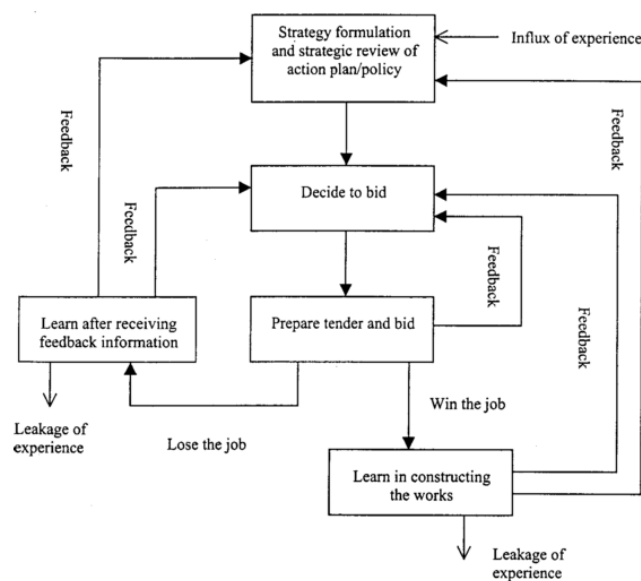 Strategy formulation
and strategic review of
action plan/policy
Influx of experience
Feedback
Feedback
Decide to bid
Feedback
Feedback
Feedback
Learn after receiving
feedback information
Prepare tender and bid
Leakage of
experience
Lose the job
Win the job
Learn in constructing
the works
Leakage of
experience